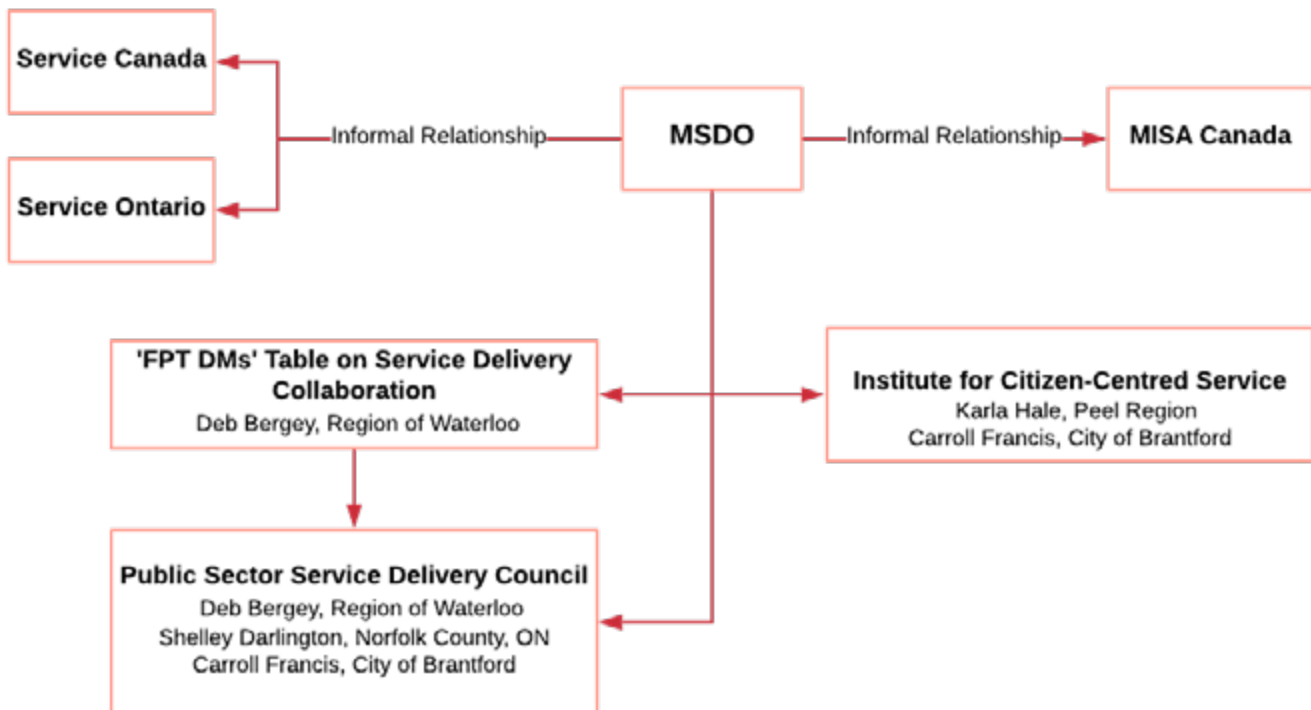 Service Canada
Service Ontario
Informal Relationship
MSDO
Informal Relationship
MISA Canada
'FPT DMs' Table on Service Delivery
Collaboration
Deb Bergey, Region of Waterloo
Institute for Citizen-Centred Service
Karla Hale, Peel Region
Carroll Francis, City of Brantford
Public Sector Service Delivery Council
Deb Bergey, Region of Waterloo
Shelley Darlington, Norfolk County, ON
Carroll Francis, City of Brantford